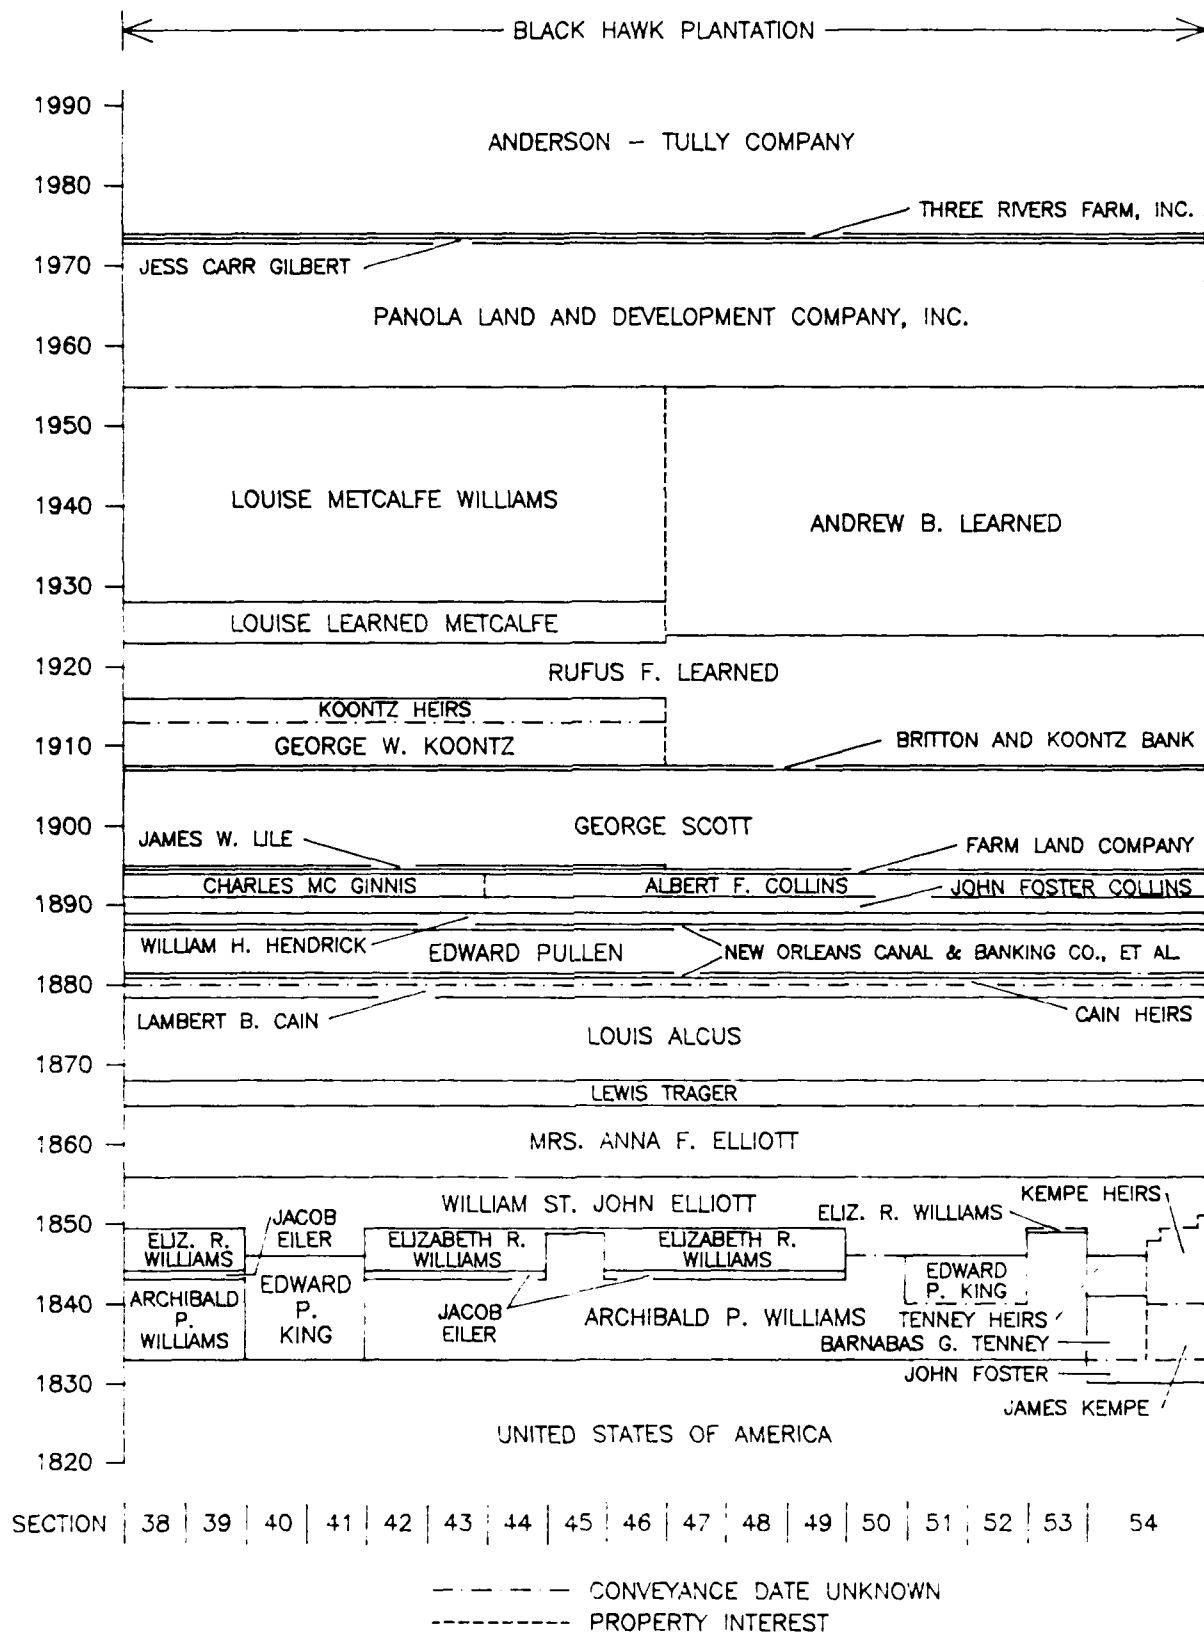 BLACK HAWK PLANTATION
1990
ANDERSON – TULLY COMPANY
1980
THREE RIVERS FARM, INC.
JESS CARR GILBERT
1970
PANOLA LAND AND DEVELOPMENT COMPANY, INC.
1960
1950
LOUISE METCALFE WILLIAMS
1940
ANDREW B. LEARNED
1930
LOUISE LEARNED METCALFE
1920
RUFUS F. LEARNED
KOONTZ HEIRS
1910
GEORGE W. KOONTZ
BRITTON AND KOONTZ BANK
1900
GEORGE SCOTT
JAMES W. LILE
FARM LAND COMPANY
CHARLES MC GINNIS
ALBERT F. COLLINS
JOHN FOSTER COLLINS
1890
WILLIAM H. HENDRICK
EDWARD PULLEN
NEW ORLEANS CANAL & BANKING CO., ET AL.
1880
LAMBERT B. CAIN
CAIN HEIRS
LOUIS ALCUS
1870
LEWIS TRAGER
1860
MRS. ANNA F. ELLIOTT
WILLIAM ST. JOHN ELLIOTT
KEMPE HEIRS
1850
JACOB
EILER
ELIZ. R. WILLIAMS
ELIZ. R.
WILLIAMS
ELIZABETH R.
WILLIAMS
ELIZABETH R.
WILLIAMS
1840
ARCHIBALD
P.
WILLIAMS
EDWARD
P.
KING
JACOB
EILER
ARCHIBALD P. WILLIAMS
EDWARD
P. KING
TENNEY HEIRS
BARNABAS G. TENNEY
1830
JOHN FOSTER
JAMES KEMPE
UNITED STATES OF AMERICA
1820
SECTION 38 39 40 41 42 43 44 45 46 47 48 49 50 51 52 53 54
CONVEYANCE DATE UNKNOWN
PROPERTY INTEREST